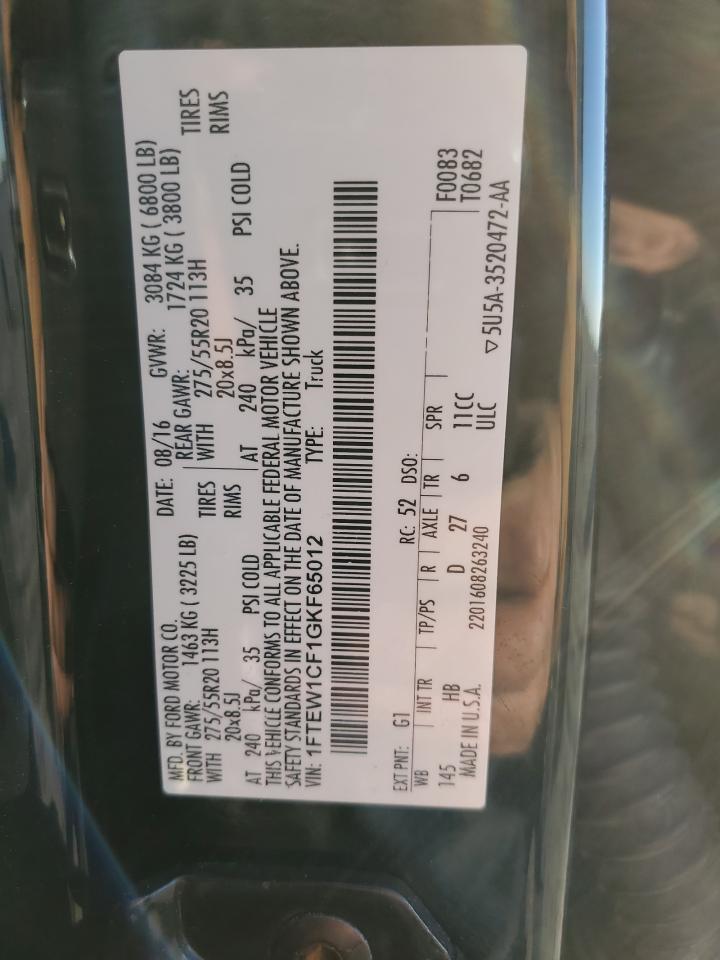 MFD. BY FORD MOTOR CO.
DATE: 08/16 GVWR: 3084 KG ( 6800 LB)
FRONT GAWR: 1463 KG ( 3225 LB) REAR GAWR: 1724 KG ( 3800 LB)
WITH 275/55R20 113H TIRES WITH 275/55R20 113H TIRES
20x8.5J RIMS 20x8.5J RIMS
AT 240 kPa/ 35 PSI COLD AT 240 kPa/ 35 PSI COLD
THIS VEHICLE CONFORMS TO ALL APPLICABLE FEDERAL MOTOR VEHICLE
SAFETY STANDARDS IN EFFECT ON THE DATE OF MANUFACTURE SHOWN ABOVE.
VIN: 1FTEW1CF1GKF65012 TYPE: Truck
EXT PNT: G1 RC: 52 DSO: F0083
WB INT TR TP/PS R AXLE TR SPR T0682
145 HB D 27 6 11CC
MADE IN U.S.A. 2201608263240 ULC ▽5U5A-3520472-AA